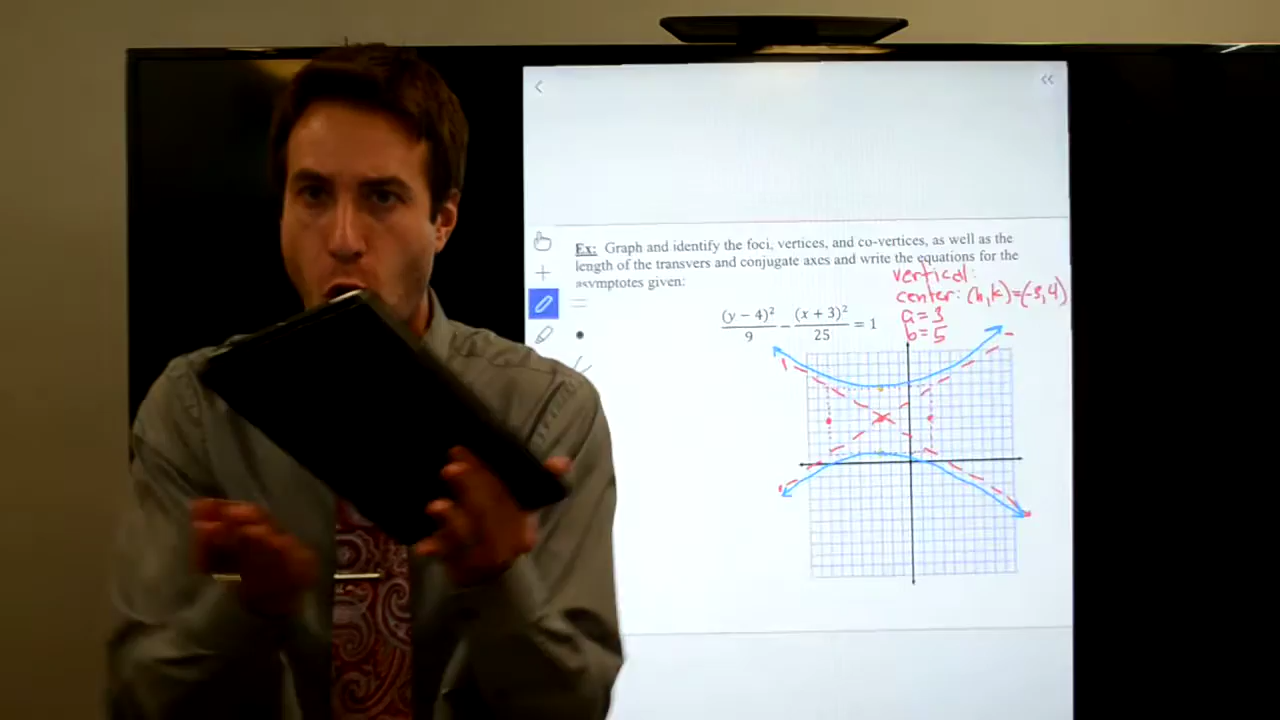 Ex: Graph and identify the foci, vertices, and co-vertices, as well as the
length of the transvers and conjugate axes and write the equations for the
asymptotes given:
vertical:
center: (h,k)=(-3,4)
a=3
b=5
(y − 4)²/9 − (x + 3)²/25 = 1